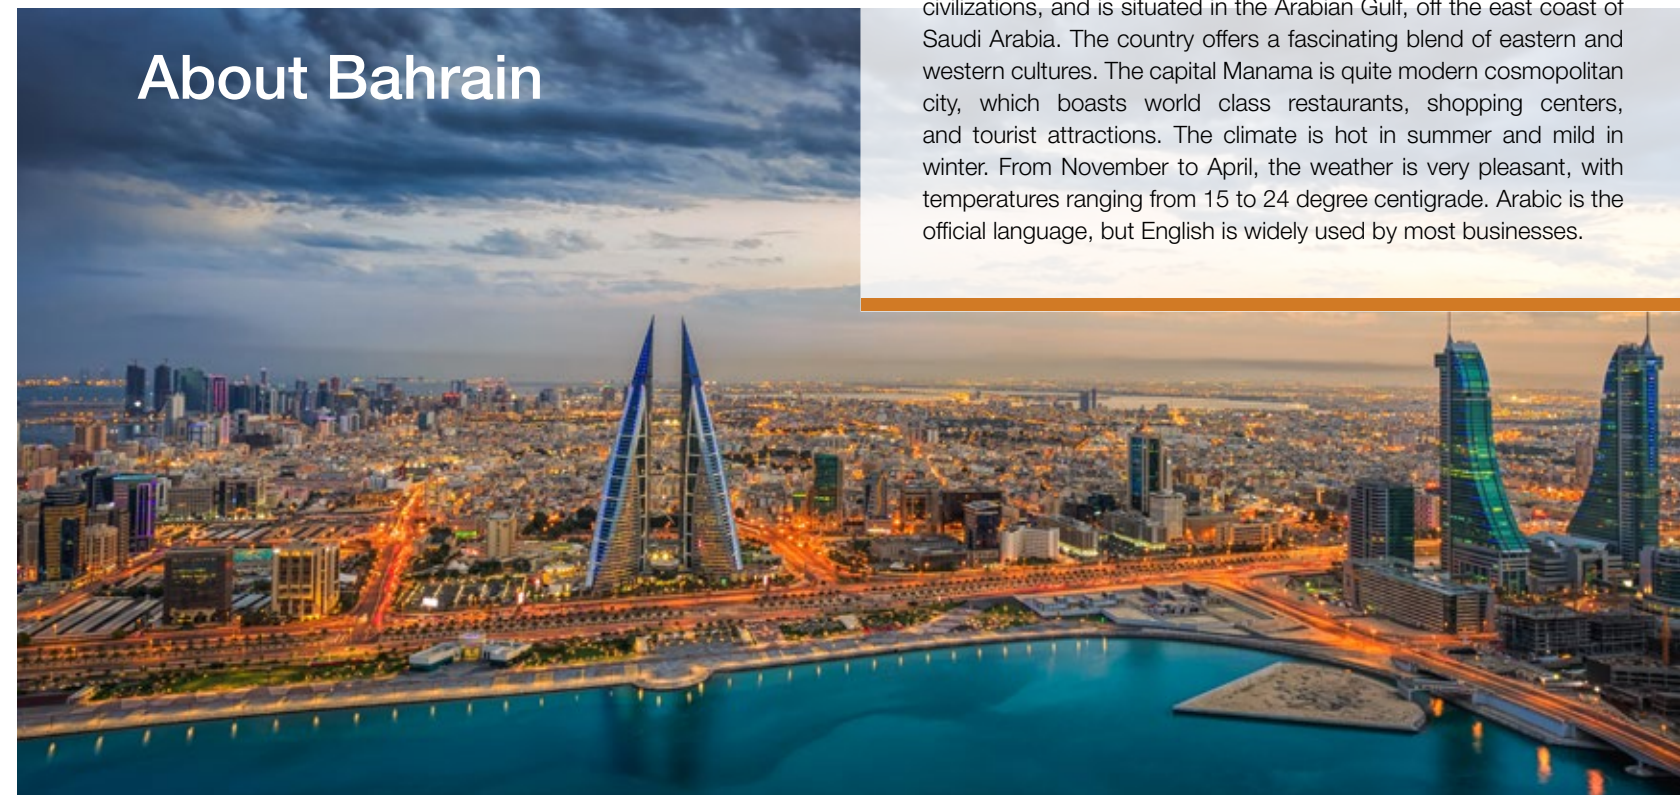 About Bahrain
civilizations, and is situated in the Arabian Gulf, off the east coast of
Saudi Arabia. The country offers a fascinating blend of eastern and
western cultures. The capital Manama is quite modern cosmopolitan
city, which boasts world class restaurants, shopping centers,
and tourist attractions. The climate is hot in summer and mild in
winter. From November to April, the weather is very pleasant, with
temperatures ranging from 15 to 24 degree centigrade. Arabic is the
official language, but English is widely used by most businesses.